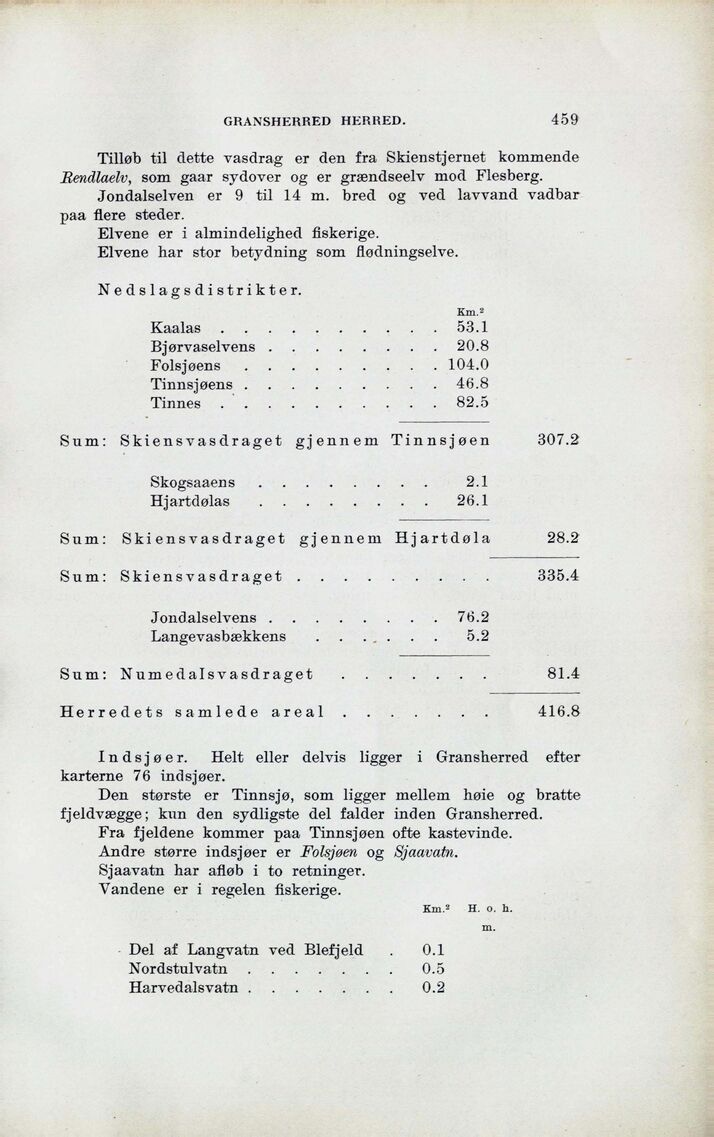 GRANSHERRED HERRED. 459
Tilløb til dette vasdrag er den fra Skienstjernet kommende
Rendlaelv, som gaar sydover og er grændseelv mod Flesberg.
Jondalselven er 9 til 14 m. bred og ved lavvand vadbar
paa flere steder.
Elvene er i almindelighed fiskerige.
Elvene har stor betydning som flødningselve.
Nedslagsdistrikter.
Km.²
Kaalas . . . . . . . . . . 53.1
Bjørvaselvens . . . . . . . . 20.8
Folsjøens . . . . . . . . . 104.0
Tinnsjøens . . . . . . . . . 46.8
Tinnes . . . . . . . . . . 82.5
Sum: Skiensvasdraget gjennem Tinnsjøen 307.2
Skogsaaens . . . . . . . . 2.1
Hjartdølas . . . . . . . . 26.1
Sum: Skiensvasdraget gjennem Hjartdøla 28.2
Sum: Skiensvasdraget . . . . . . . . . 335.4
Jondalselvens . . . . . . . . 76.2
Langevasbækkens . . . . . . 5.2
Sum: Numedalsvasdraget . . . . . . . 81.4
Herredets samlede areal . . . . . . . 416.8
Indsjøer. Helt eller delvis ligger i Gransherred efter
karterne 76 indsjøer.
Den største er Tinnsjø, som ligger mellem høie og bratte
fjeldvægge; kun den sydligste del falder inden Gransherred.
Fra fjeldene kommer paa Tinnsjøen ofte kastevinde.
Andre større indsjøer er Folsjøen og Sjaavatn.
Sjaavatn har afløb i to retninger.
Vandene er i regelen fiskerige.
Km.² H. o. h.
m.
Del af Langvatn ved Blefjeld . 0.1
Nordstulvatn . . . . . . . 0.5
Harvedalsvatn . . . . . . . 0.2